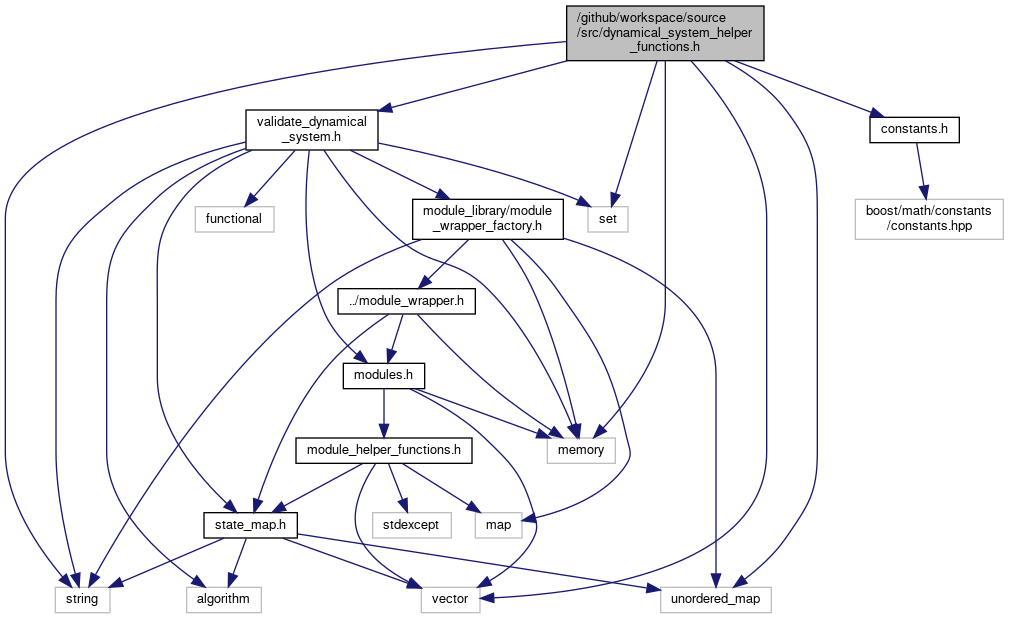 /github/workspace/source
/src/dynamical_system_helper
_functions.h
validate_dynamical
_system.h
constants.h
functional
module_library/module
_wrapper_factory.h
set
boost/math/constants
/constants.hpp
../module_wrapper.h
modules.h
module_helper_functions.h
memory
state_map.h
stdexcept
map
string
algorithm
vector
unordered_map